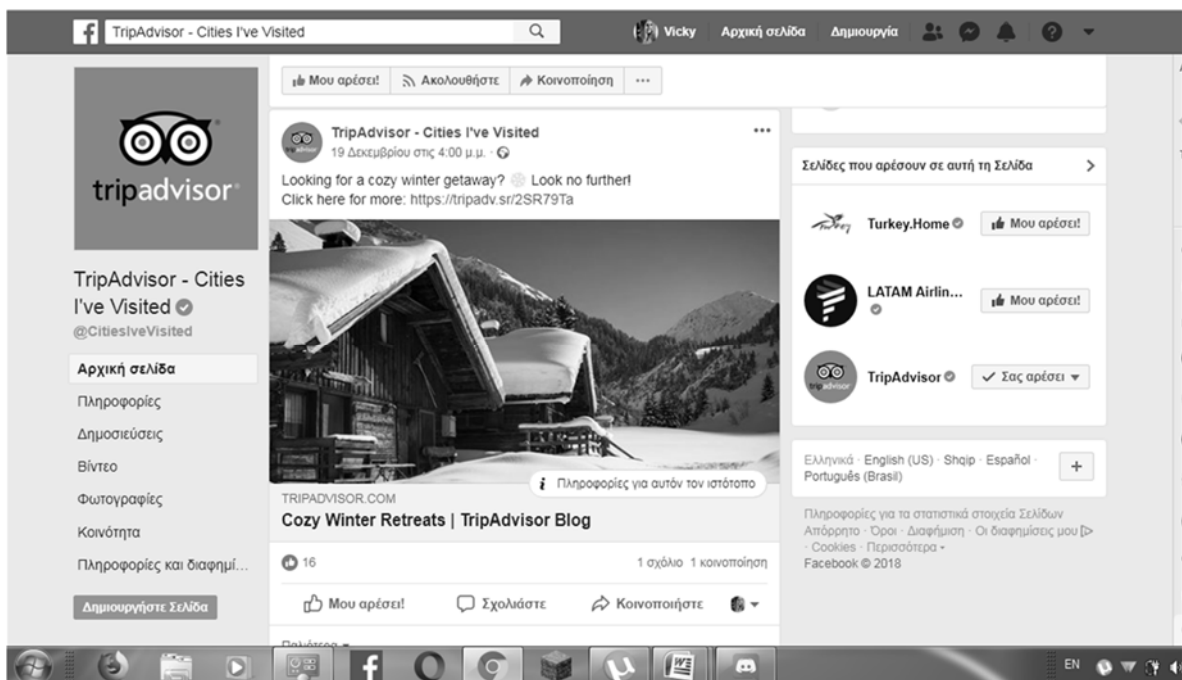 TripAdvisor - Cities I've Visited
Vicky Αρχική σελίδα Δημιουργία
tripadvisor
TripAdvisor - Cities
I've Visited
@CitiesIveVisited
Αρχική σελίδα
Πληροφορίες
Δημοσιεύσεις
Βίντεο
Φωτογραφίες
Κοινότητα
Πληροφορίες και διαφημί...
Δημιουργήστε Σελίδα
Μου αρέσει! Ακολουθήστε Κοινοποίηση ...
TripAdvisor - Cities I've Visited
19 Δεκεμβρίου στις 4:00 μ.μ. ·
Looking for a cozy winter getaway? Look no further!
Click here for more: https://tripadv.sr/2SR79Ta
Πληροφορίες για αυτόν τον ιστότοπο
TRIPADVISOR.COM
Cozy Winter Retreats | TripAdvisor Blog
16
1 σχόλιο 1 κοινοποίηση
Μου αρέσει! Σχολιάστε Κοινοποιήστε
Παλιότερα
Σελίδες που αρέσουν σε αυτή τη Σελίδα
Turkey.Home Μου αρέσει!
LATAM Airlin... Μου αρέσει!
TripAdvisor Σας αρέσει
Ελληνικά · English (US) · Shqip · Español ·
Português (Brasil)
Πληροφορίες για τα στατιστικά στοιχεία Σελίδων
Απόρρητο · Όροι · Διαφήμιση · Οι διαφημίσεις μου
· Cookies · Περισσότερα
Facebook © 2018
EN